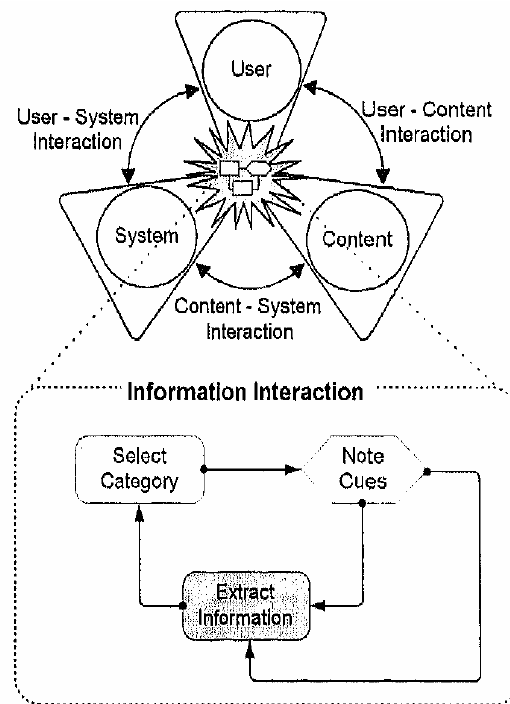 User
User - System
Interaction
User - Content
Interaction
System
Content
Content - System
Interaction
Information Interaction
Select
Category
Note
Cues
Extract
Information